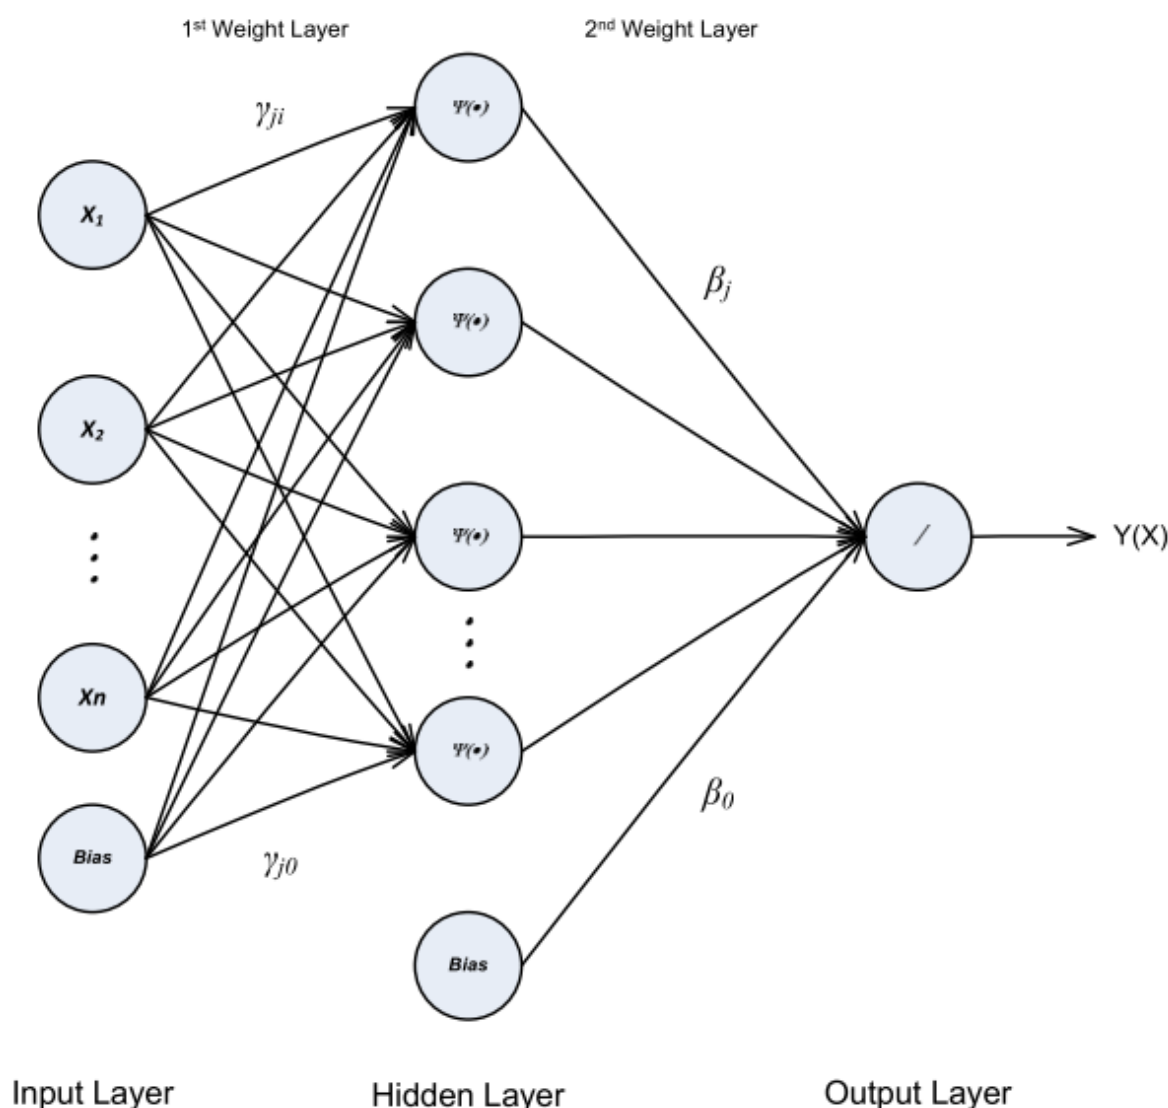 1st Weight Layer
2nd Weight Layer
γji
Ψ(•)
X1
βj
Ψ(•)
X2
Ψ(•)
/
Y(X)
Xn
Ψ(•)
β0
Bias
γj0
Bias
Input Layer
Hidden Layer
Output Layer